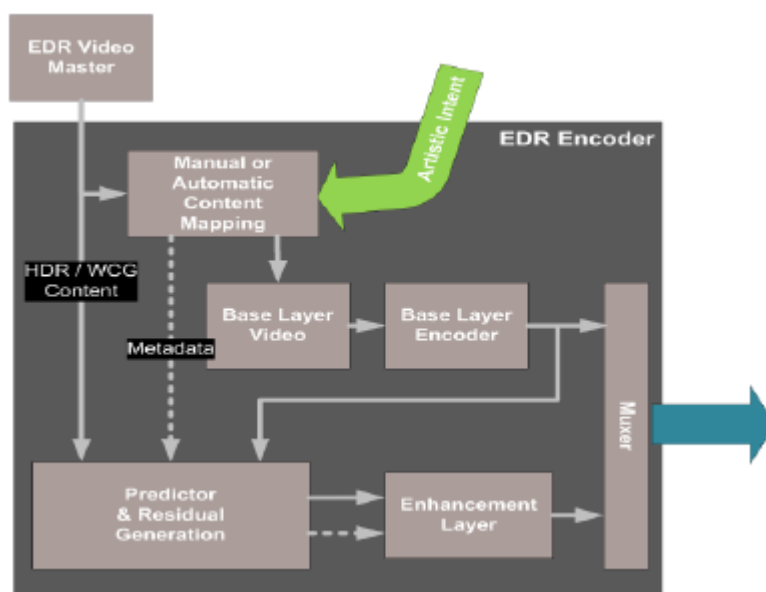 EDR Video
Master
Artistic Intent
EDR Encoder
Manual or
Automatic
Content
Mapping
HDR / WCG
Content
Base Layer
Video
Base Layer
Encoder
Metadata
Muxer
Predictor
& Residual
Generation
Enhancement
Layer